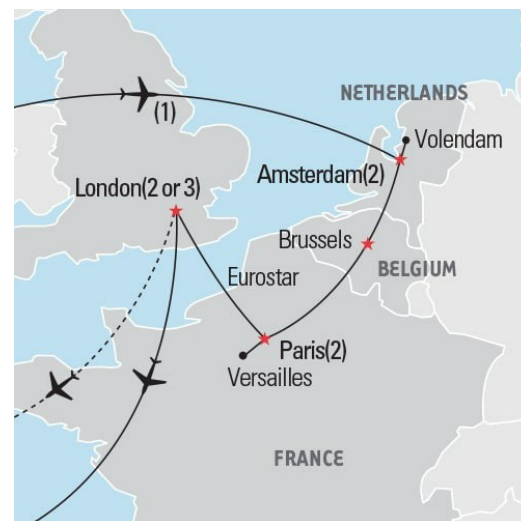 (1)
NETHERLANDS
Volendam
Amsterdam(2)
London(2 or 3)
Brussels
BELGIUM
Eurostar
Paris(2)
Versailles
FRANCE